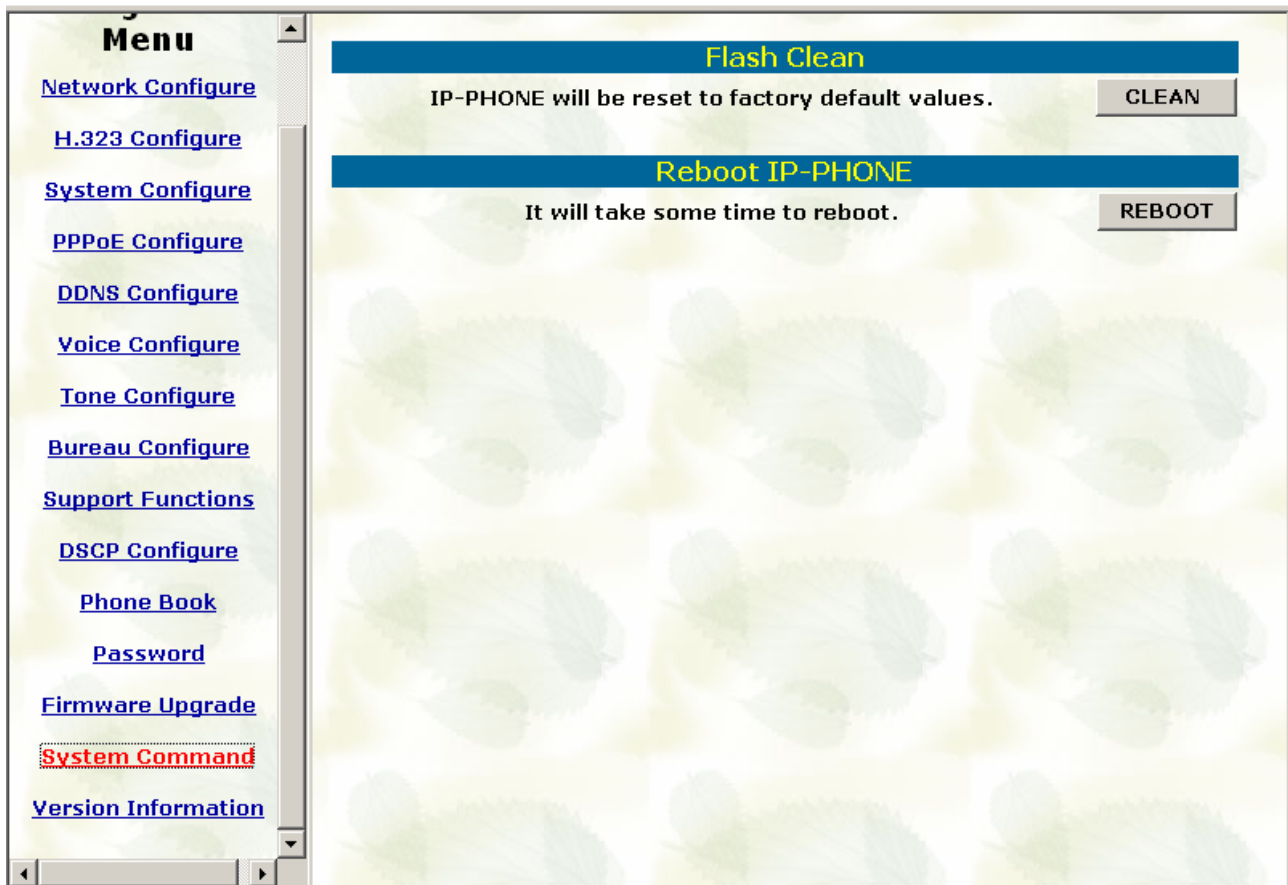 Menu
Network Configure
H.323 Configure
System Configure
PPPoE Configure
DDNS Configure
Voice Configure
Tone Configure
Bureau Configure
Support Functions
DSCP Configure
Phone Book
Password
Firmware Upgrade
System Command
Version Information
Flash Clean
IP-PHONE will be reset to factory default values.
CLEAN
Reboot IP-PHONE
It will take some time to reboot.
REBOOT